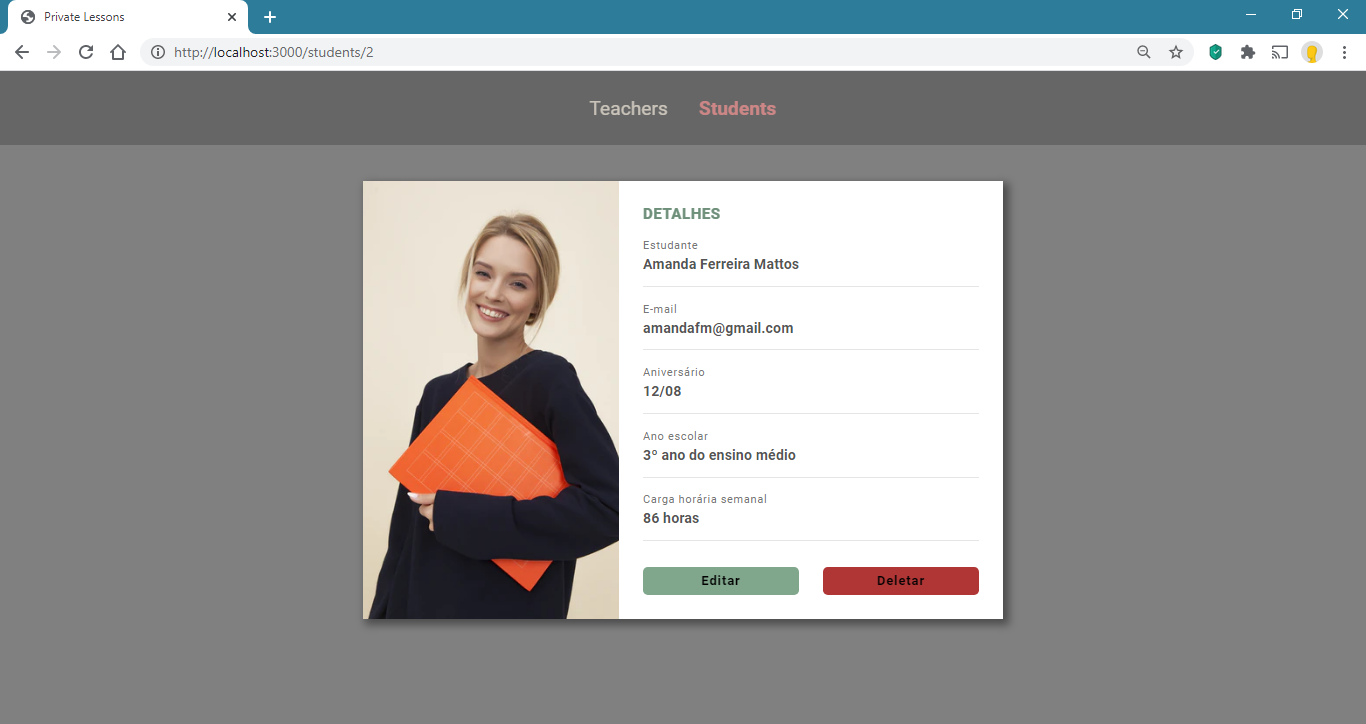 Private Lessons
http://localhost:3000/students/2
Teachers Students
DETALHES
Estudante
Amanda Ferreira Mattos
E-mail
amandafm@gmail.com
Aniversário
12/08
Ano escolar
3º ano do ensino médio
Carga horária semanal
86 horas
Editar Deletar